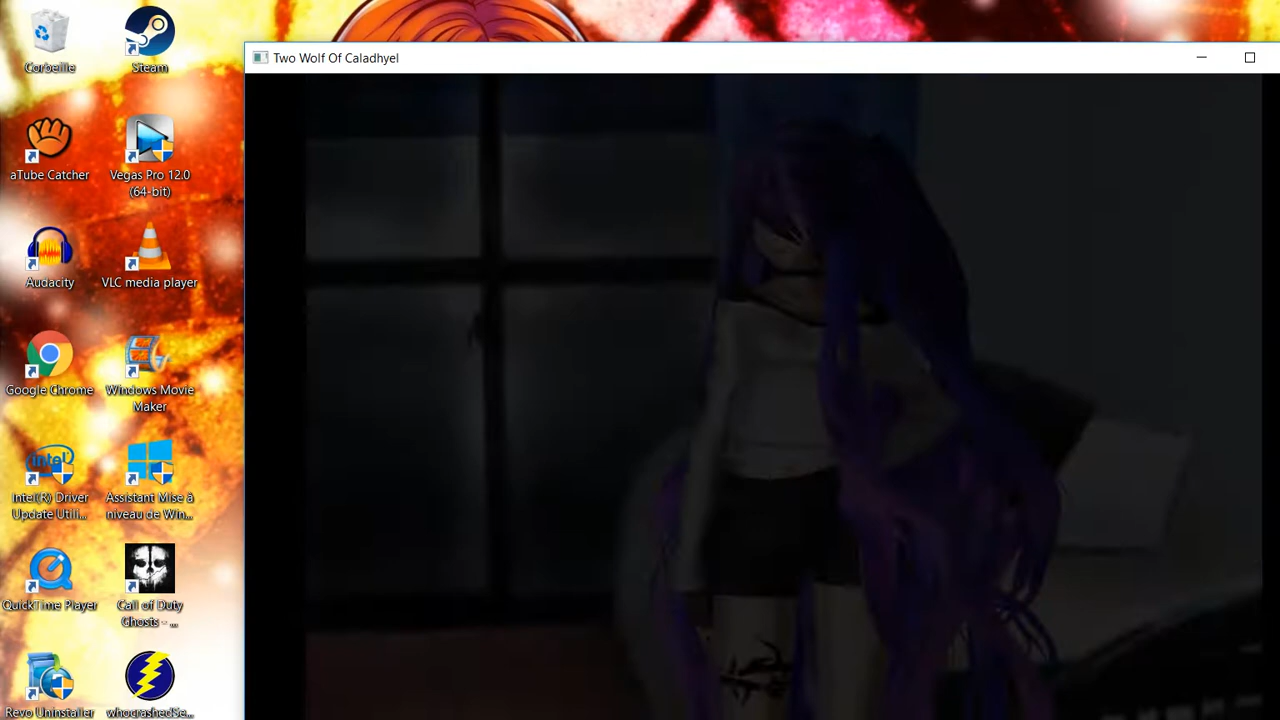 Two Wolf Of Caladhyel
Corbeille
Steam
aTube Catcher
Vegas Pro 12.0
(64-bit)
Audacity
VLC media player
Google Chrome
Windows Movie
Maker
intel
Intel(R) Driver
Update Utili...
Assistant Mise à
niveau de Win...
QuickTime Player
Call of Duty
Ghosts - ...
Revo Uninstaller
whocrashedSe...